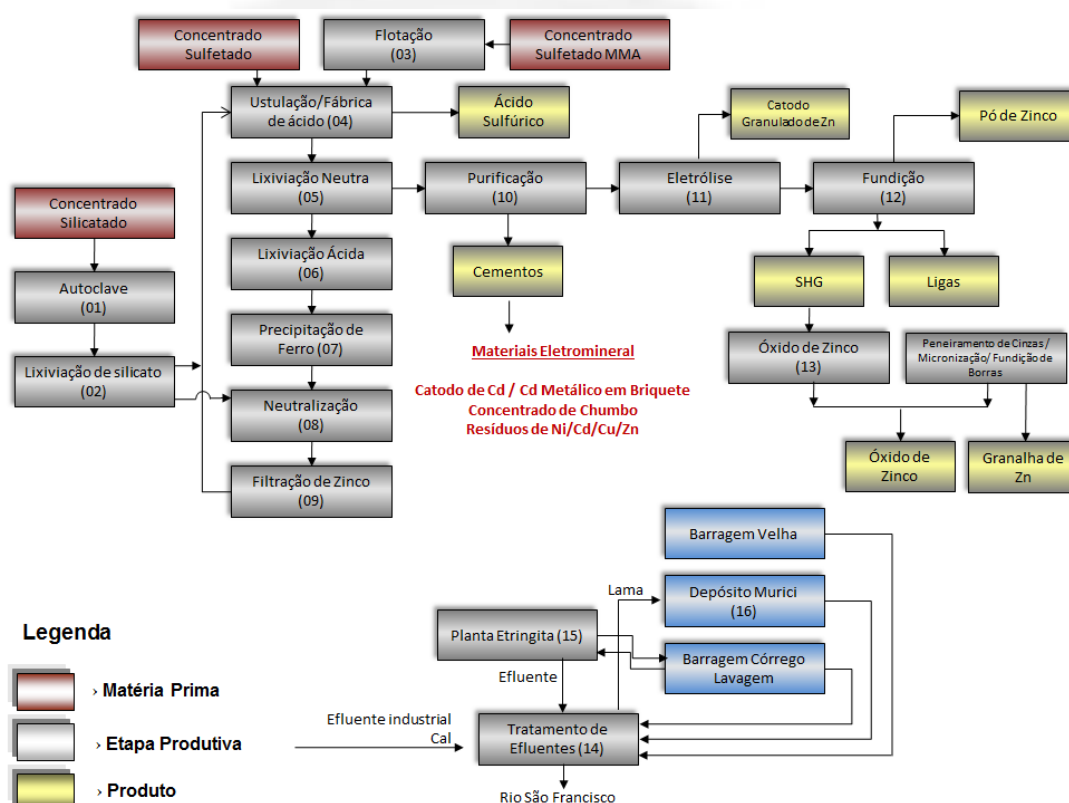 Concentrado
Sulfetado
Flotação
(03)
Concentrado
Sulfetado MMA
Ustulação/Fábrica
de ácido (04)
Ácido
Sulfúrico
Catodo
Granulado de Zn
Pó de Zinco
Lixiviação Neutra
(05)
Purificação
(10)
Eletrólise
(11)
Fundição
(12)
Concentrado
Silicatado
Lixiviação Ácida
(06)
Cementos
SHG
Ligas
Autoclave
(01)
Precipitação de
Ferro (07)
Materiais Eletromineral
Óxido de Zinco
(13)
Peneiramento de Cinzas /
Micronização/ Fundição de
Borras
Lixiviação de silicato
(02)
Catodo de Cd / Cd Metálico em Briquete
Concentrado de Chumbo
Resíduos de Ni/Cd/Cu/Zn
Neutralização
(08)
Filtração de Zinco
(09)
Óxido de
Zinco
Granalha de
Zn
Barragem Velha
Lama
Depósito Murici
(16)
Planta Etringita (15)
Barragem Córrego
Lavagem
Efluente
Efluente industrial
Cal
Tratamento de
Efluentes (14)
Rio São Francisco
Legenda
› Matéria Prima
› Etapa Produtiva
› Produto